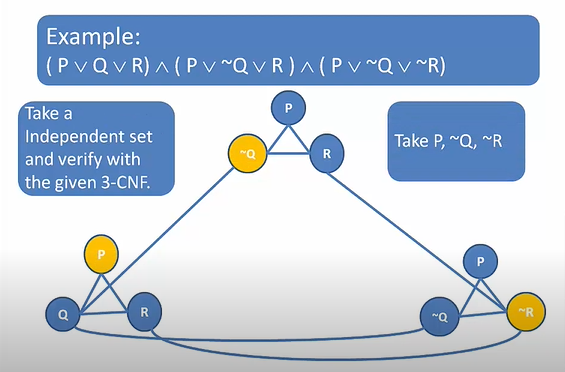 Example:
( P ∨ Q ∨ R) ∧ ( P ∨ ~Q ∨ R ) ∧ ( P ∨ ~Q ∨ ~R)
Take a
Independent set
and verify with
the given 3-CNF.
Take P, ~Q, ~R
P
~Q
R
P
Q
R
P
~Q
~R